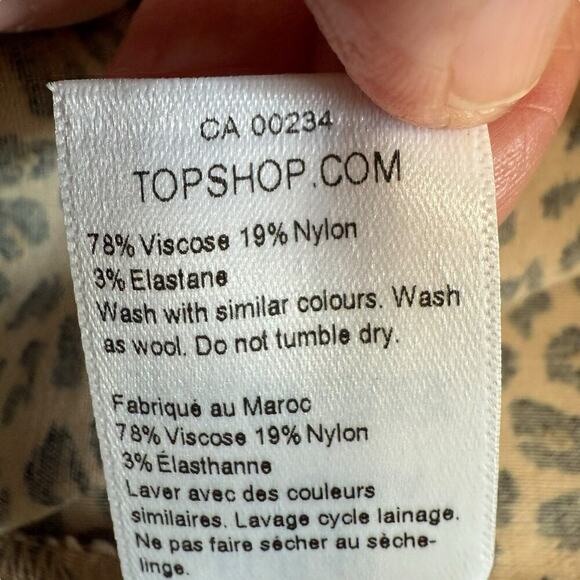 CA 00234
TOPSHOP.COM
78% Viscose 19% Nylon
3% Elastane
Wash with similar colours. Wash
as wool. Do not tumble dry.
Fabriqué au Maroc
78% Viscose 19% Nylon
3% Élasthanne
Laver avec des couleurs
similaires. Lavage cycle lainage.
Ne pas faire sécher au sèche-
linge.